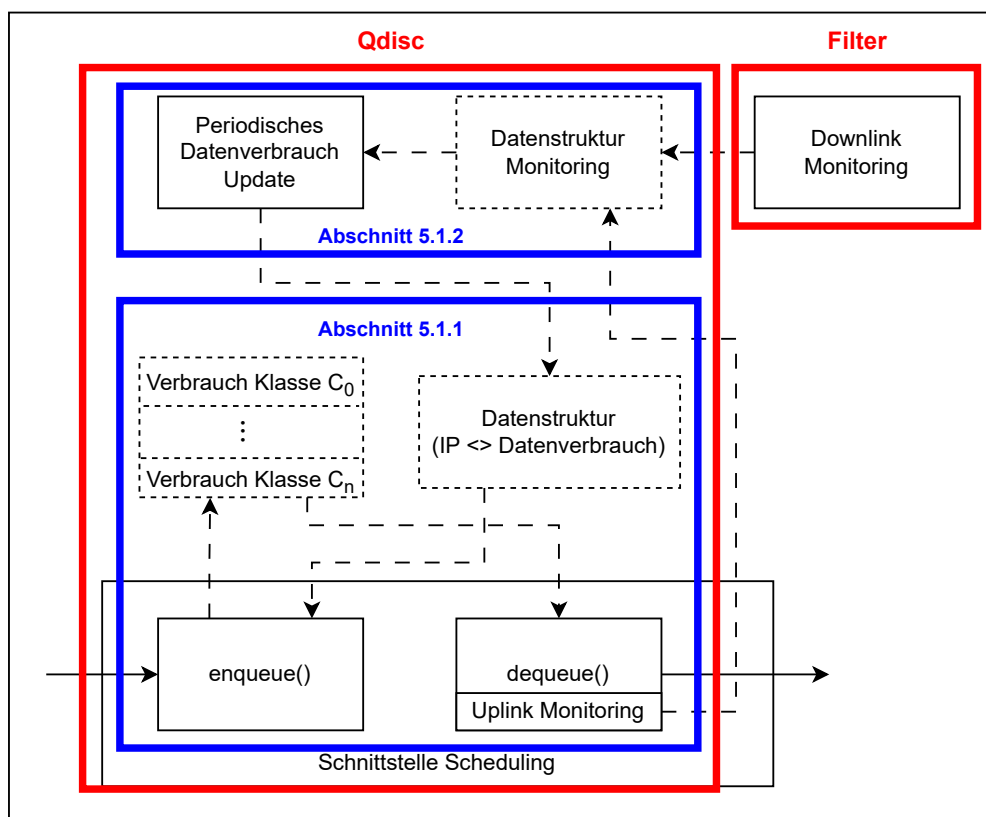 Qdisc
Filter
Periodisches
Datenverbrauch
Update
Datenstruktur
Monitoring
Downlink
Monitoring
Abschnitt 5.1.2
Abschnitt 5.1.1
Verbrauch Klasse C0
⋮
Verbrauch Klasse Cn
Datenstruktur
(IP <> Datenverbrauch)
enqueue()
dequeue()
Uplink Monitoring
Schnittstelle Scheduling